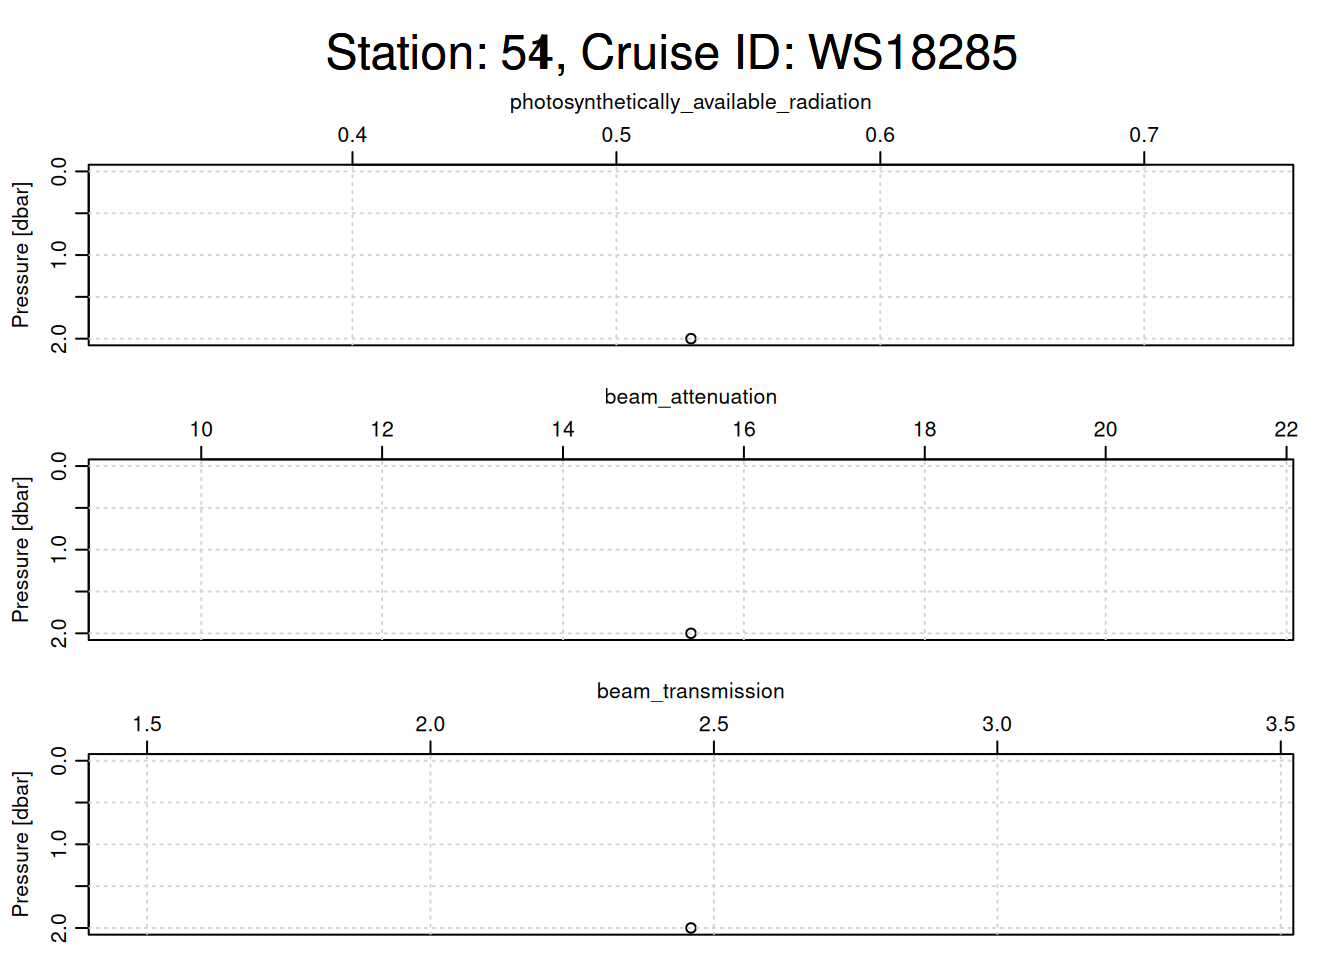 Station: 5, Cruise ID: WS18285
photosynthetically_available_radiation
0.4 0.5 0.6 0.7
Pressure [dbar]
0.0 1.0 2.0
beam_attenuation
10 12 14 16 18 20 22
Pressure [dbar]
0.0 1.0 2.0
beam_transmission
1.5 2.0 2.5 3.0 3.5
Pressure [dbar]
0.0 1.0 2.0